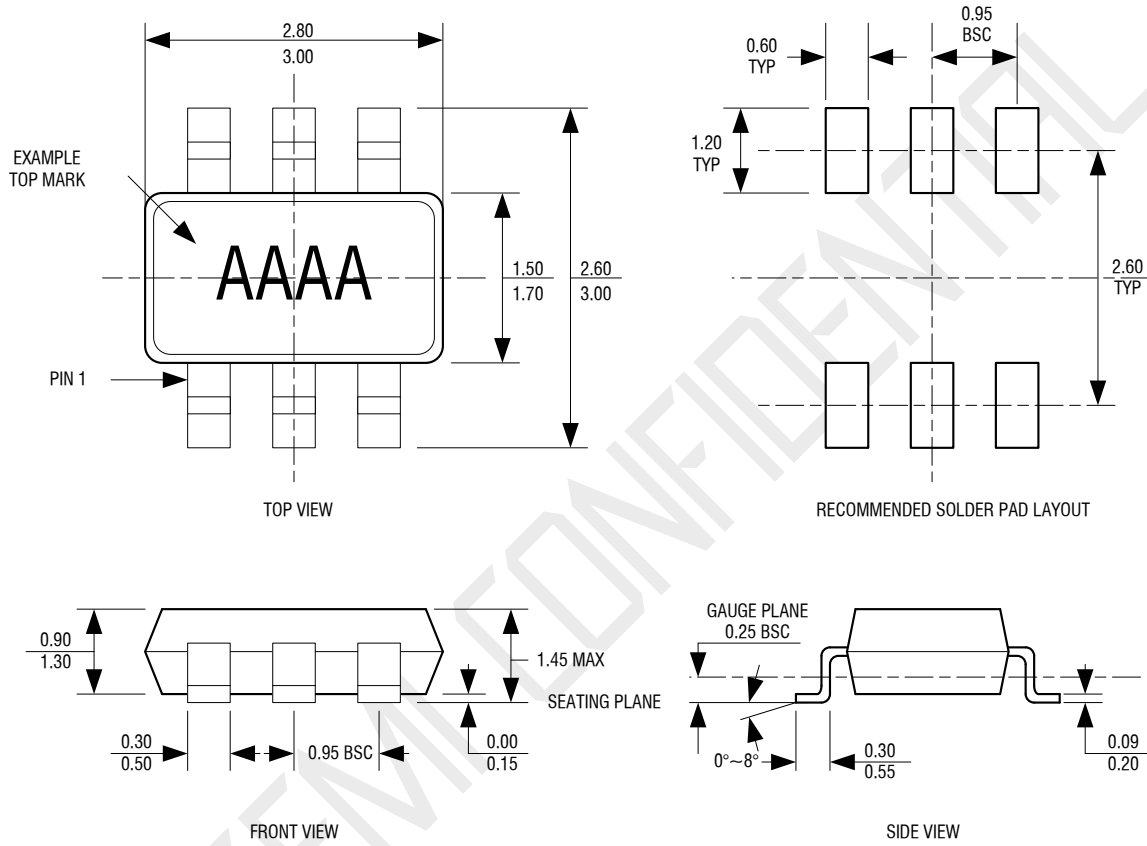 2.80
3.00
EXAMPLE
TOP MARK
AAAA
1.50
1.70
2.60
3.00
PIN 1
TOP VIEW
0.60
TYP
0.95
BSC
1.20
TYP
2.60
TYP
RECOMMENDED SOLDER PAD LAYOUT
0.90
1.30
1.45 MAX
SEATING PLANE
0.30
0.50
0.95 BSC
0.00
0.15
FRONT VIEW
GAUGE PLANE
0.25 BSC
0°~8°
0.30
0.55
0.09
0.20
SIDE VIEW
CONFIDENTIAL